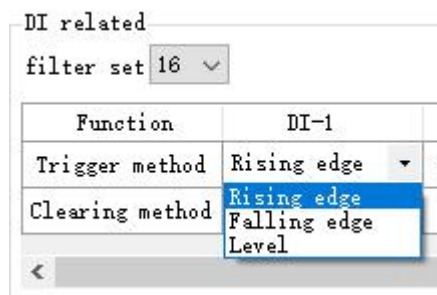 DI related
filter set 16
Function DI-1
Trigger method Rising edge
Rising edge
Clearing method
Falling edge
Level